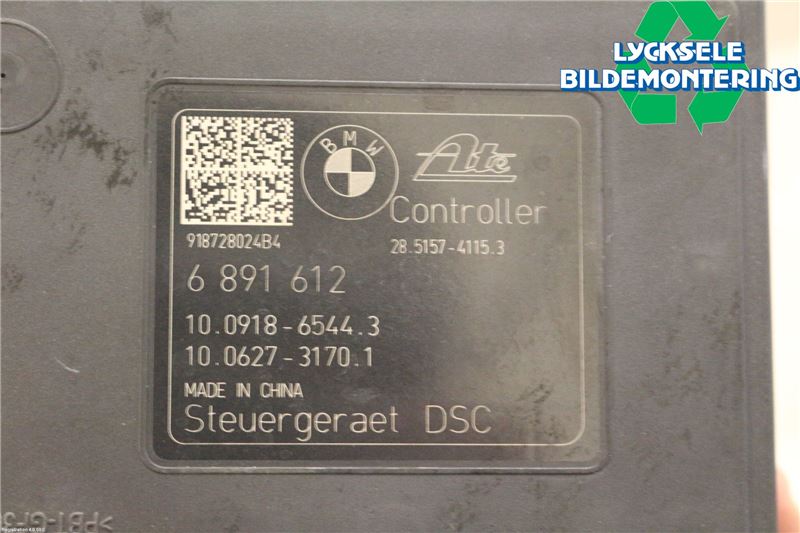 LYCKSELE
BILDEMONTERING
BMW
Ate
Controller
918728024B4
28.5157-4115.3
6 891 612
10.0918-6544.3
10.0627-3170.1
MADE IN CHINA
Steuergeraet DSC